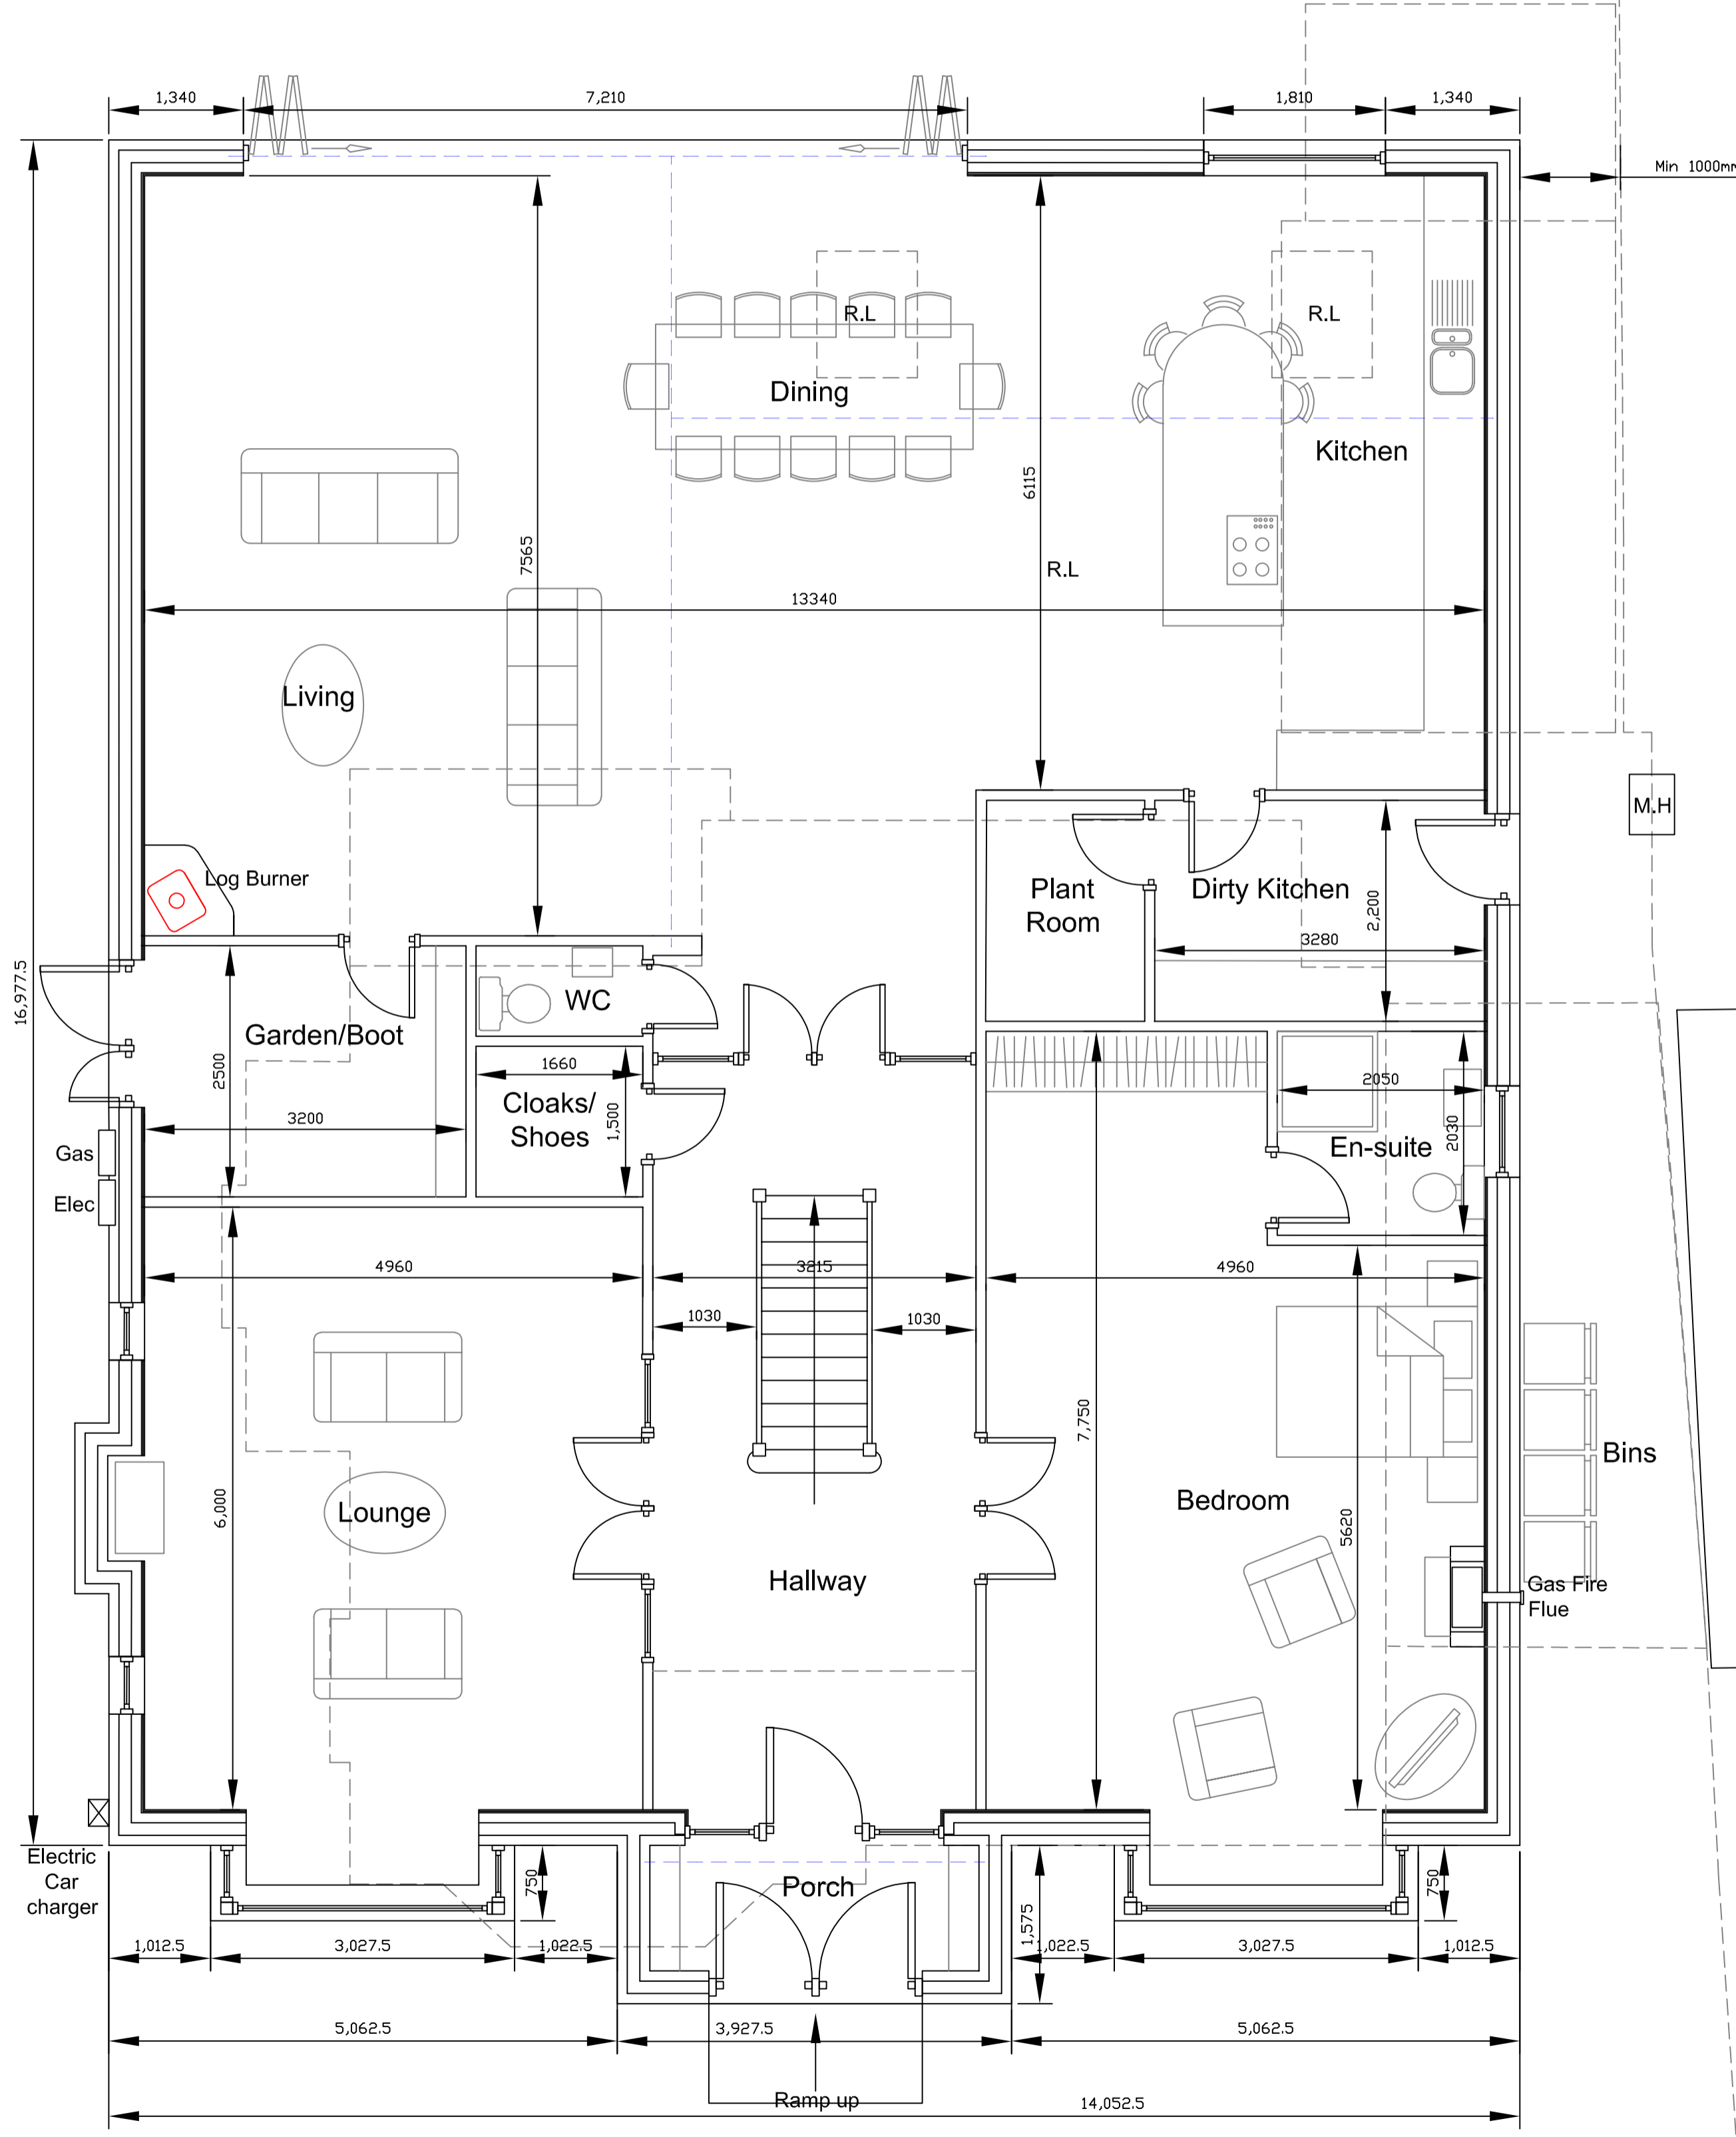 1,340
7,210
1,810
1,340
Min 1000mm
R.L
R.L
Dining
Kitchen
6115
7565
R.L
13340
Living
M.H
Log Burner
Plant
Room
Dirty Kitchen
2,200
3280
16,977.5
WC
Garden/Boot
2500
1660
Cloaks/
Shoes
1,500
3200
2050
2030
En-suite
Gas
Elec
4960
3215
4960
1030
1030
7,750
Bins
Bedroom
6,000
Lounge
5620
Hallway
Gas Fire
Flue
Electric
Car
charger
Porch
750
750
1,575
1,012.5
3,027.5
1,022.5
1,022.5
3,027.5
1,012.5
5,062.5
3,927.5
5,062.5
Ramp up
14,052.5